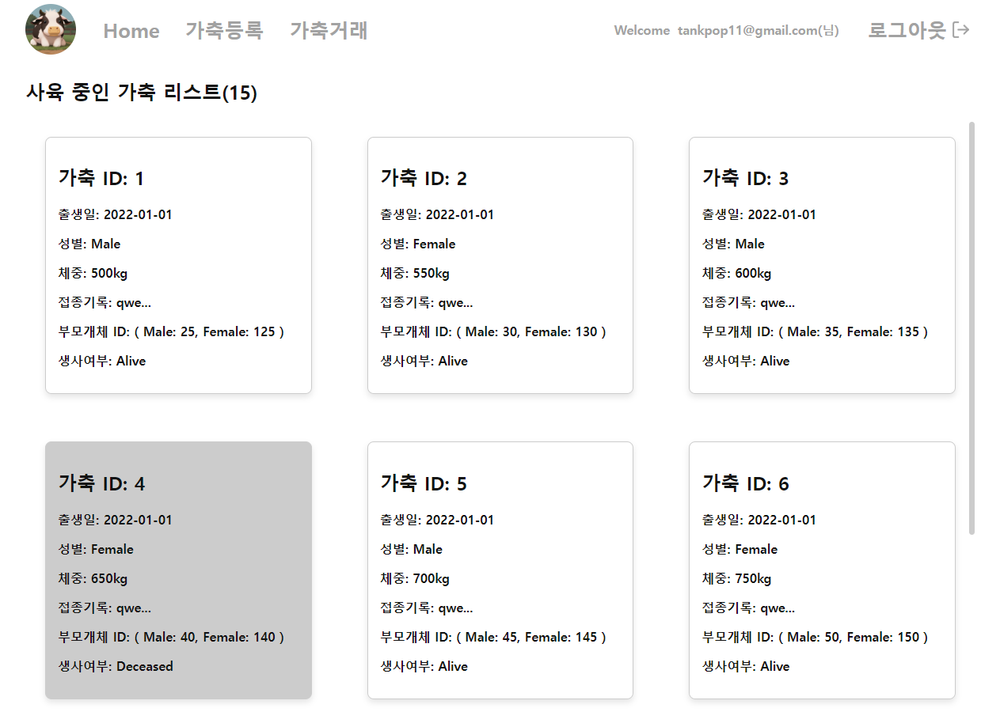 Home 가축등록 가축거래 Welcome tankpop11@gmail.com(님) 로그아웃
사육 중인 가축 리스트(15)
가축 ID: 1
출생일: 2022-01-01
성별: Male
체중: 500kg
접종기록: qwe...
부모개체 ID: ( Male: 25, Female: 125 )
생사여부: Alive
가축 ID: 2
출생일: 2022-01-01
성별: Female
체중: 550kg
접종기록: qwe...
부모개체 ID: ( Male: 30, Female: 130 )
생사여부: Alive
가축 ID: 3
출생일: 2022-01-01
성별: Male
체중: 600kg
접종기록: qwe...
부모개체 ID: ( Male: 35, Female: 135 )
생사여부: Alive
가축 ID: 4
출생일: 2022-01-01
성별: Female
체중: 650kg
접종기록: qwe...
부모개체 ID: ( Male: 40, Female: 140 )
생사여부: Deceased
가축 ID: 5
출생일: 2022-01-01
성별: Male
체중: 700kg
접종기록: qwe...
부모개체 ID: ( Male: 45, Female: 145 )
생사여부: Alive
가축 ID: 6
출생일: 2022-01-01
성별: Female
체중: 750kg
접종기록: qwe...
부모개체 ID: ( Male: 50, Female: 150 )
생사여부: Alive